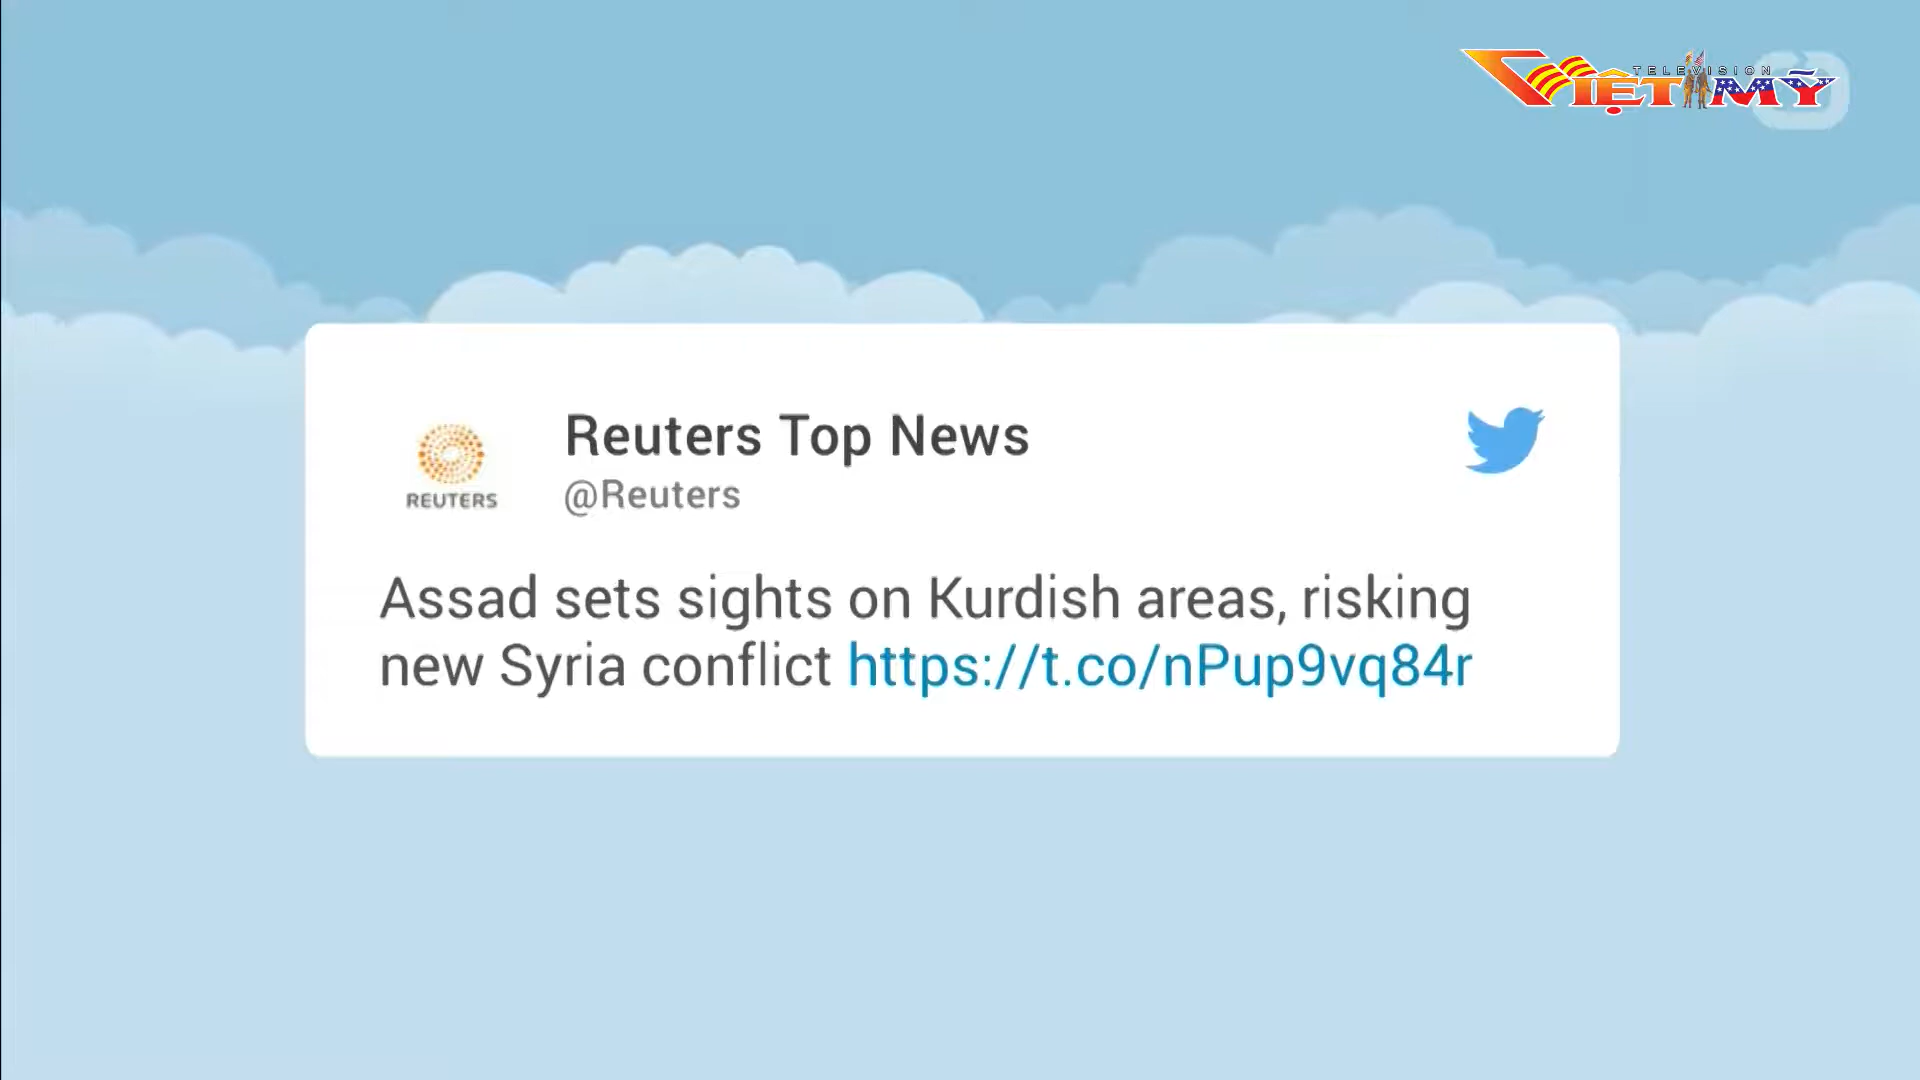 TELEVISION
VIỆT MỸ
Reuters Top News
@Reuters
REUTERS
Assad sets sights on Kurdish areas, risking
new Syria conflict https://t.co/nPup9vq84r